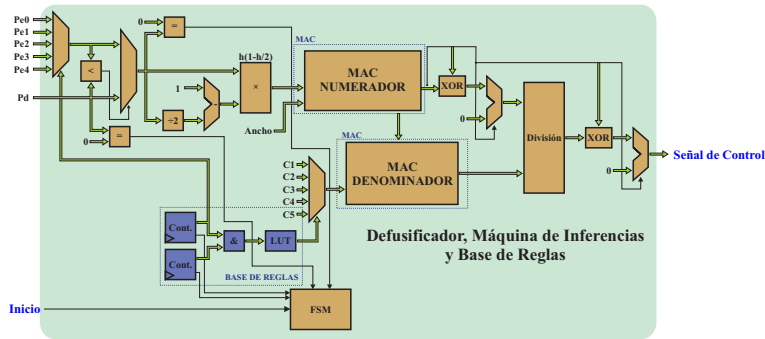 Pe0
Pe1
Pe2
Pe3
Pe4
Pd
<
0
=
0
=
h(1-h/2)
1
-
÷2
×
Ancho
MAC
MAC
NUMERADOR
MAC
MAC
DENOMINADOR
XOR
0
División
XOR
0
Señal de Control
C1
C2
C3
C4
C5
Cont.
Cont.
&
LUT
BASE DE REGLAS
FSM
Inicio
Defusificador, Máquina de Inferencias
y Base de Reglas